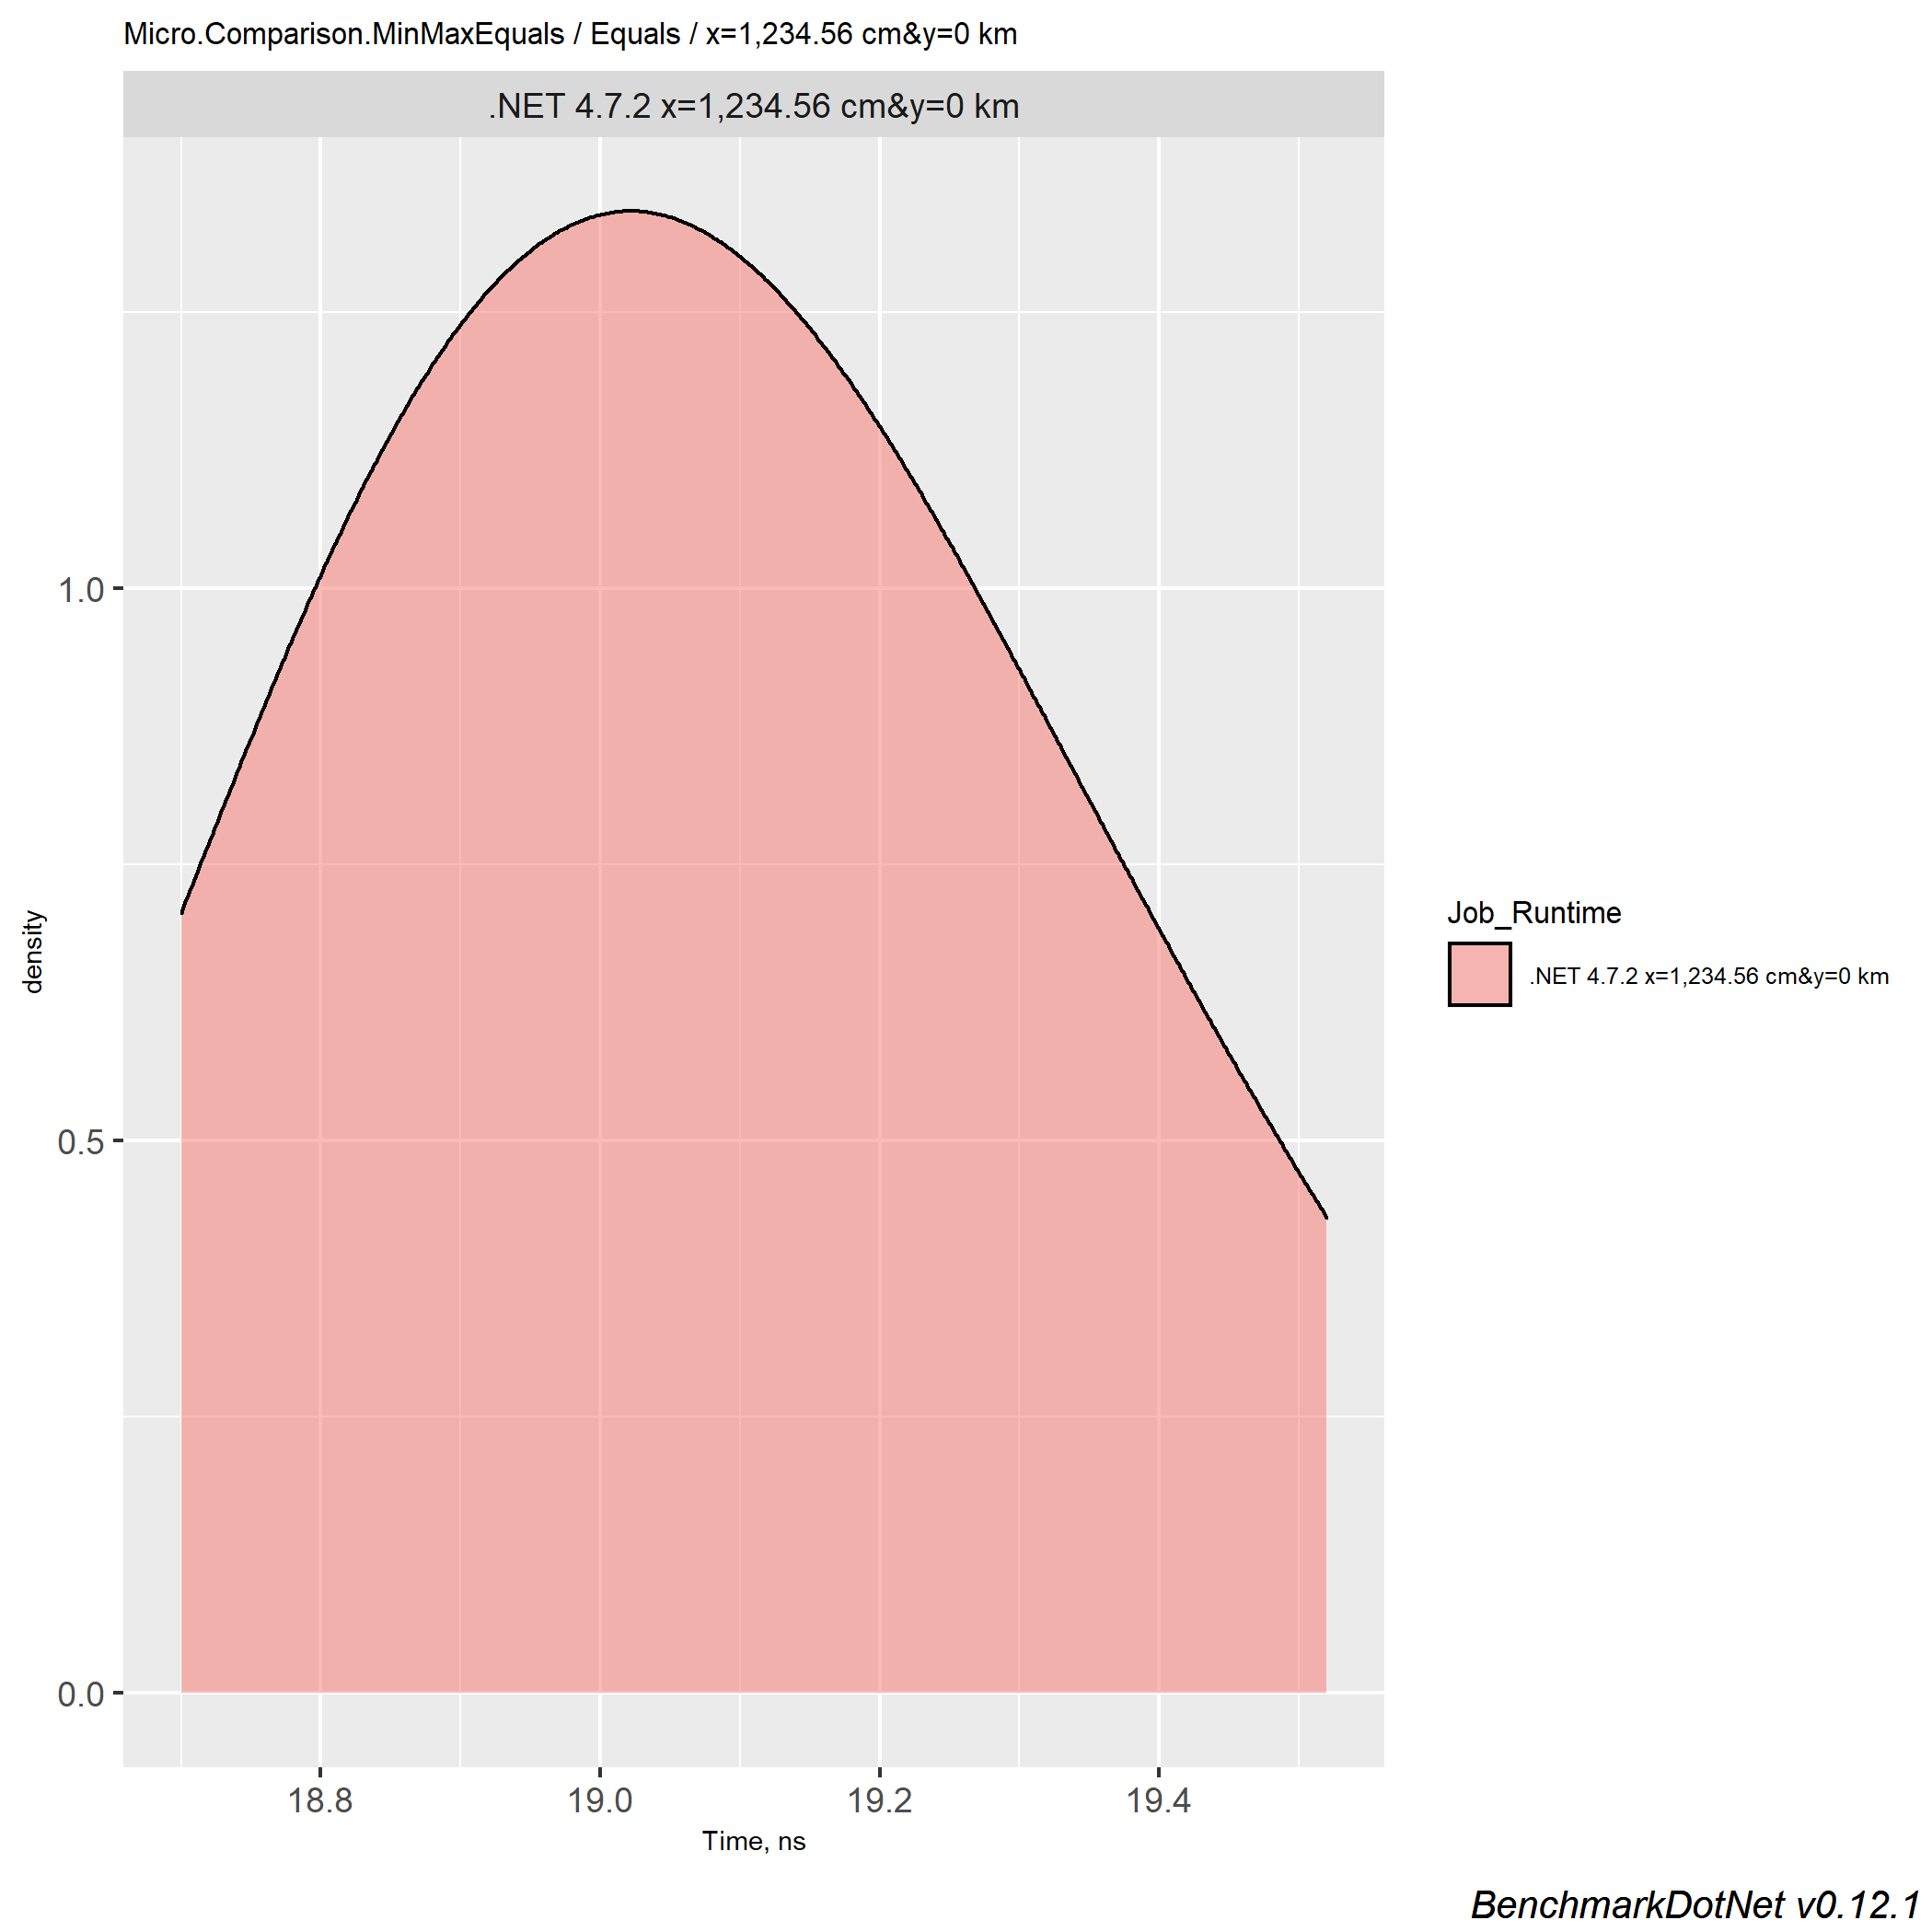 Micro.Comparison.MinMaxEquals / Equals / x=1,234.56 cm&y=0 km
.NET 4.7.2 x=1,234.56 cm&y=0 km
1.0
0.5
0.0
density
18.8 19.0 19.2 19.4
Time, ns
Job_Runtime
.NET 4.7.2 x=1,234.56 cm&y=0 km
BenchmarkDotNet v0.12.1